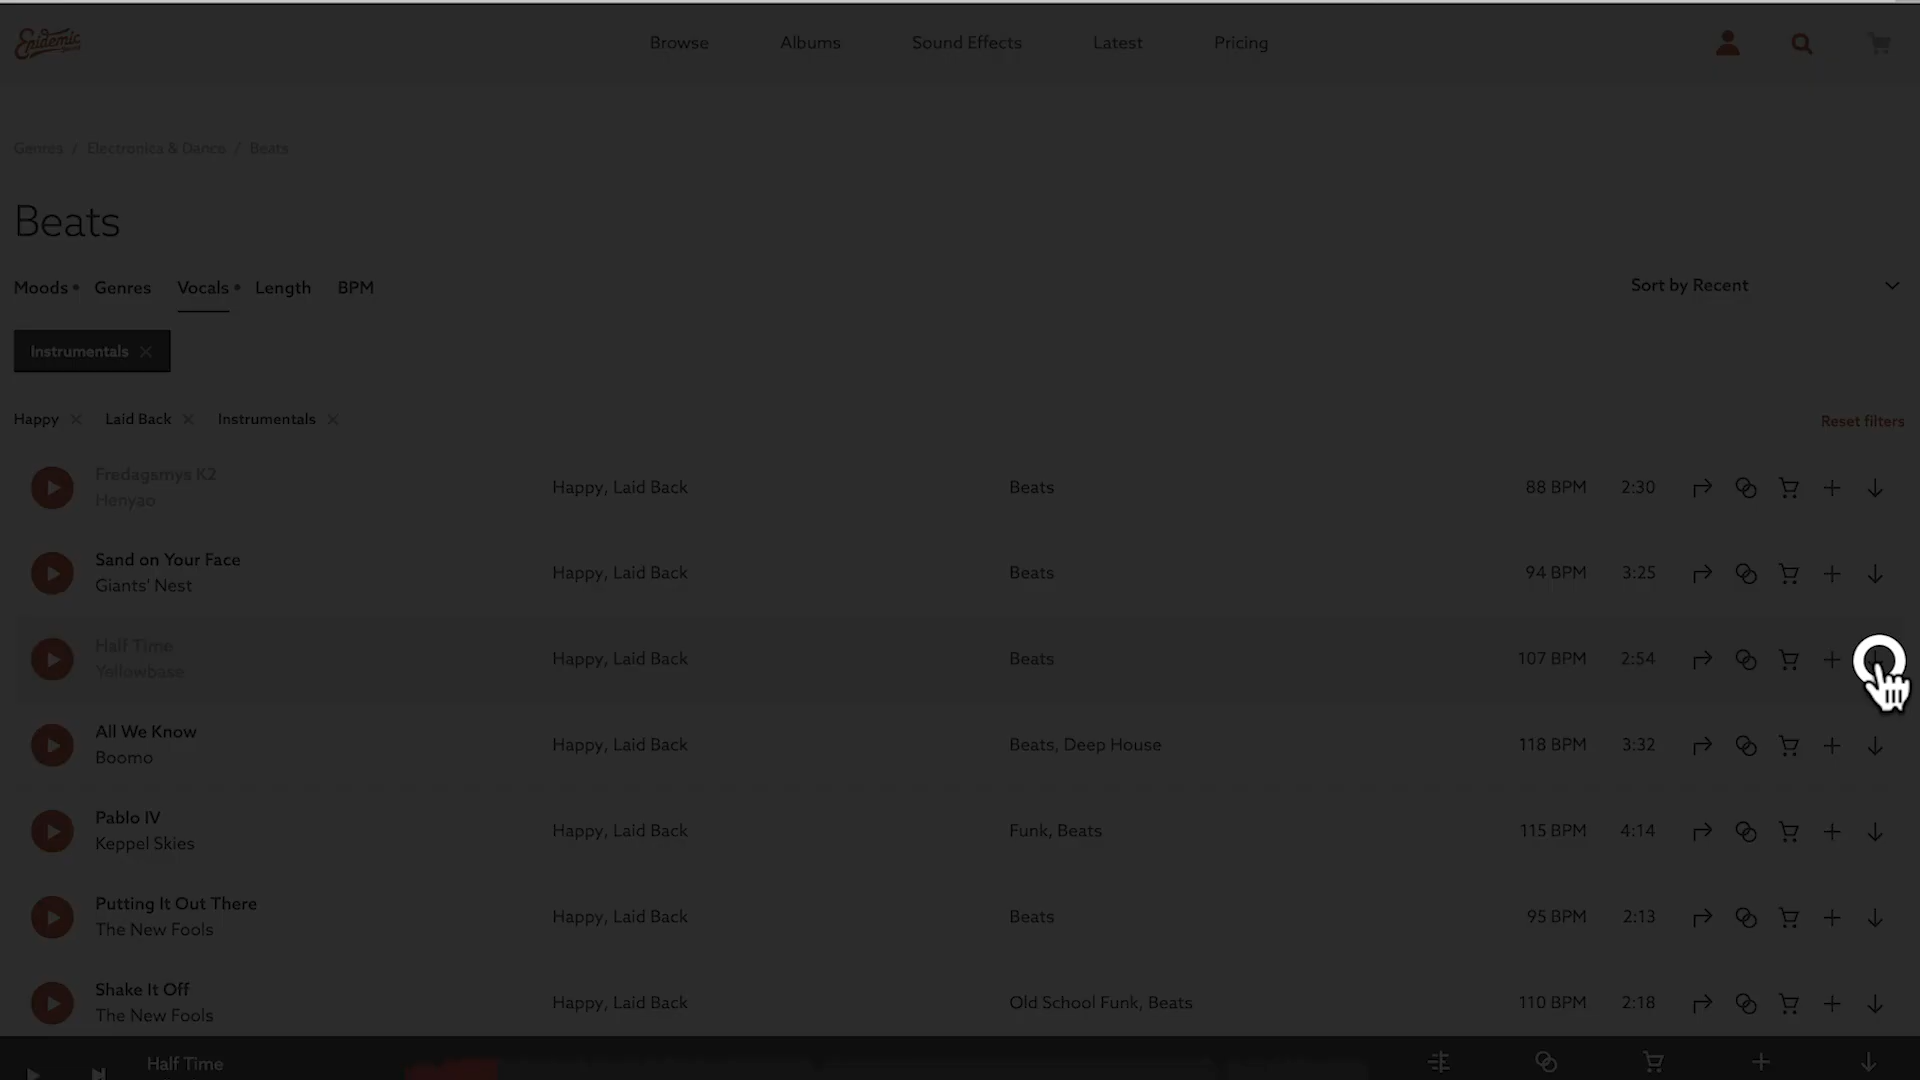 Epidemic
Browse
Albums
Sound Effects
Latest
Pricing
Genres / Electronica & Dance / Beats
Beats
Moods • Genres Vocals • Length BPM
Sort by Recent
Instrumentals ×
Happy × Laid Back × Instrumentals ×
Reset filters
Fredagsmys K2
Henyao
Happy, Laid Back
Beats
88 BPM
2:30
Sand on Your Face
Giants' Nest
Happy, Laid Back
Beats
94 BPM
3:25
Half Time
Yellowbase
Happy, Laid Back
Beats
107 BPM
2:54
All We Know
Boomo
Happy, Laid Back
Beats, Deep House
118 BPM
3:32
Pablo IV
Keppel Skies
Happy, Laid Back
Funk, Beats
115 BPM
4:14
Putting It Out There
The New Fools
Happy, Laid Back
Beats
95 BPM
2:13
Shake It Off
The New Fools
Happy, Laid Back
Old School Funk, Beats
110 BPM
2:18
Half Time